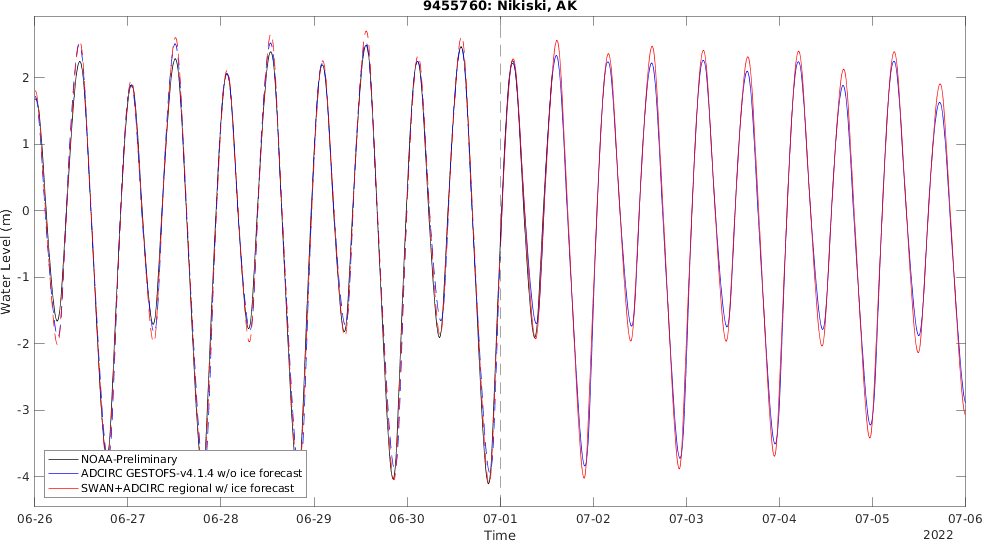 9455760: Nikiski, AK
Water Level (m)
2
1
0
-1
-2
-3
-4
NOAA-Preliminary
ADCIRC GESTOFS-v4.1.4 w/o ice forecast
SWAN+ADCIRC regional w/ ice forecast
06-26 06-27 06-28 06-29 06-30 07-01 07-02 07-03 07-04 07-05 07-06
Time
2022